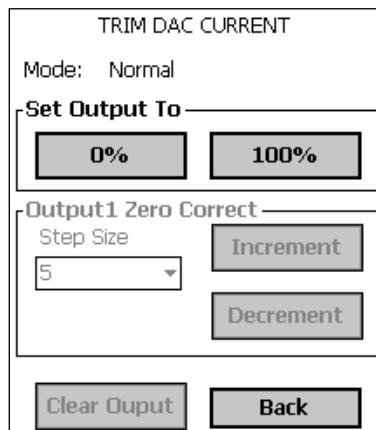 TRIM DAC CURRENT
Mode: Normal
Set Output To
0% 100%
Output1 Zero Correct
Step Size
Increment
5
Decrement
Clear Ouput Back